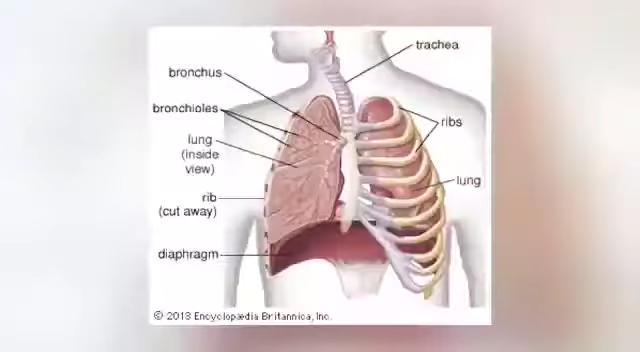 trachea
bronchus
bronchioles
ribs
lung
(inside
view)
lung
rib
(cut away)
diaphragm
© 2013 Encyclopædia Britannica, Inc.